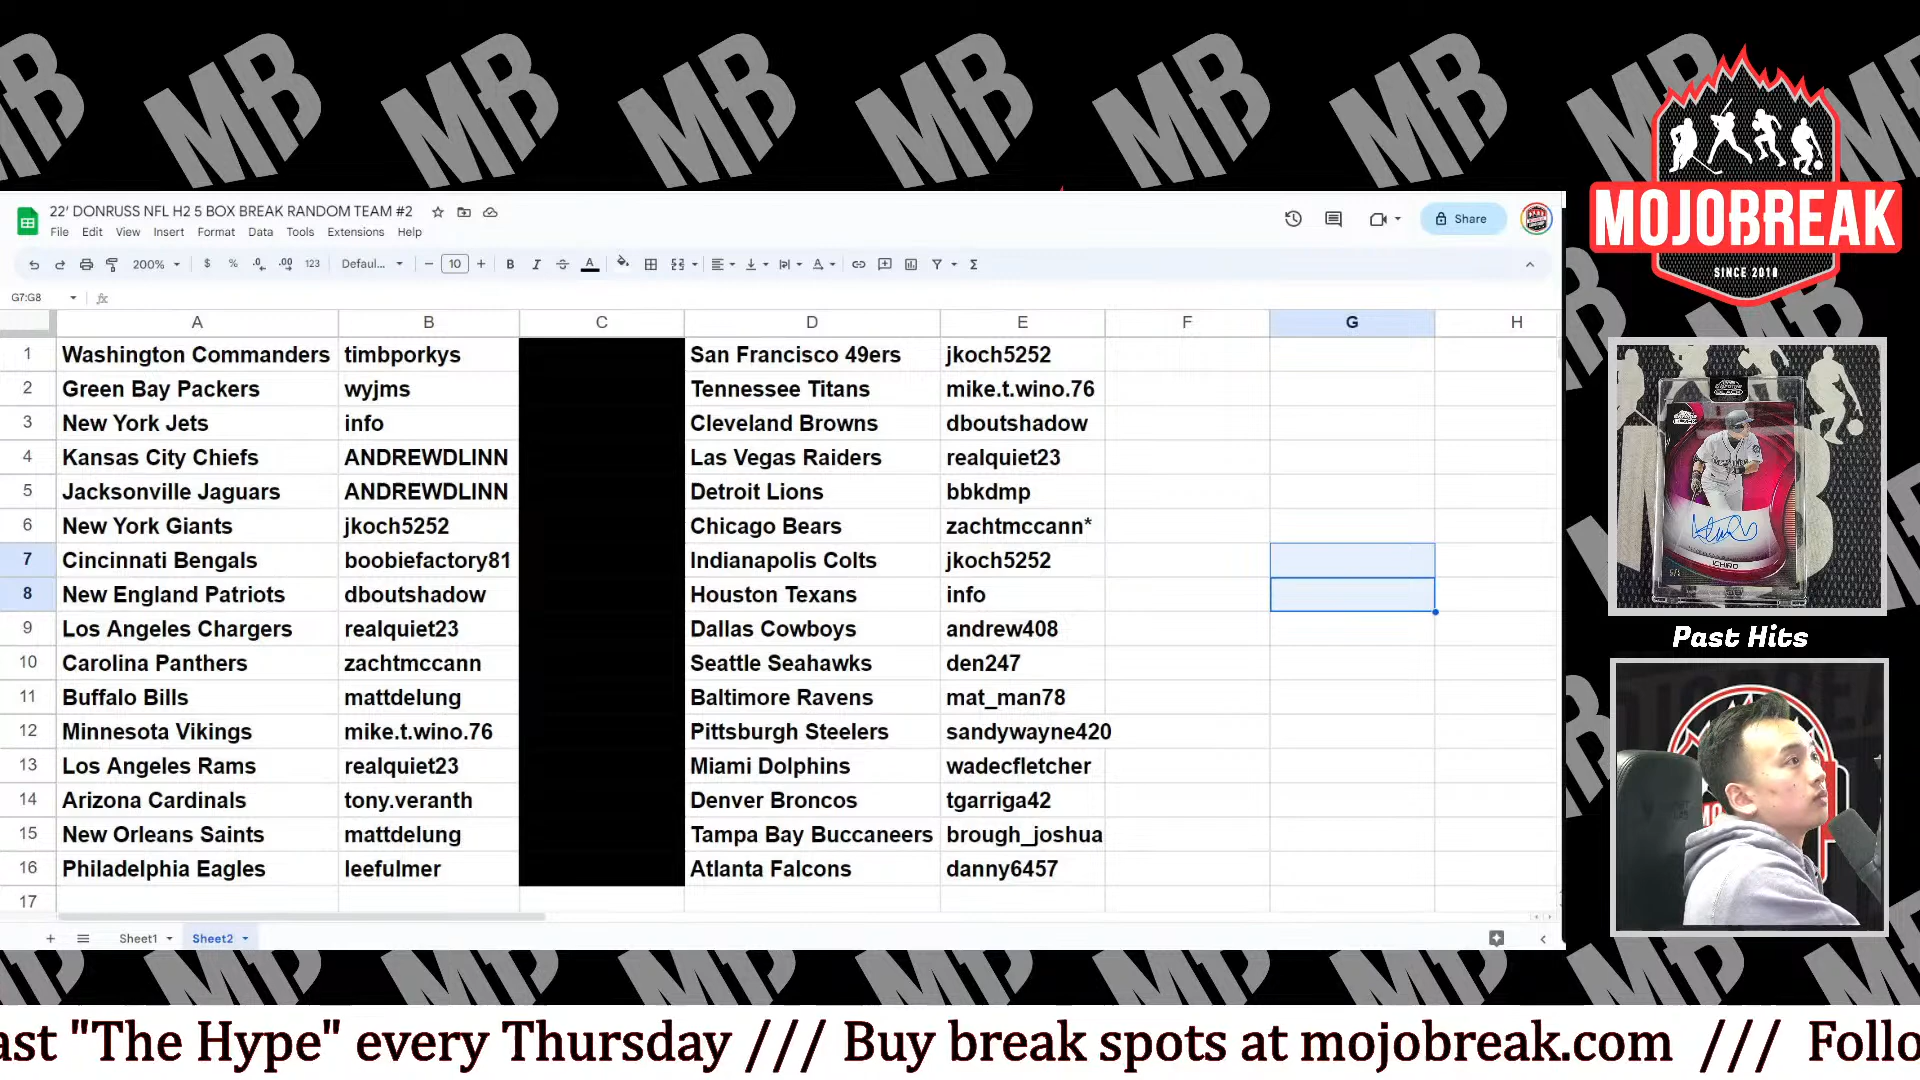 MOJOBREAK
SINCE 2010
22' DONRUSS NFL H2 5 BOX BREAK RANDOM TEAM #2
File Edit View Insert Format Data Tools Extensions Help
Share
200% $ % .0 .00 123 Defaul... − 10 + B I A Σ
G7:G8 fx
A B C D E F G H
1 Washington Commanders timbporkys San Francisco 49ers jkoch5252
2 Green Bay Packers wyjms Tennessee Titans mike.t.wino.76
3 New York Jets info Cleveland Browns dboutshadow
4 Kansas City Chiefs ANDREWDLINN Las Vegas Raiders realquiet23
5 Jacksonville Jaguars ANDREWDLINN Detroit Lions bbkdmp
6 New York Giants jkoch5252 Chicago Bears zachtmccann*
7 Cincinnati Bengals boobiefactory81 Indianapolis Colts jkoch5252
8 New England Patriots dboutshadow Houston Texans info
9 Los Angeles Chargers realquiet23 Dallas Cowboys andrew408
10 Carolina Panthers zachtmccann Seattle Seahawks den247
11 Buffalo Bills mattdelung Baltimore Ravens mat_man78
12 Minnesota Vikings mike.t.wino.76 Pittsburgh Steelers sandywayne420
13 Los Angeles Rams realquiet23 Miami Dolphins wadecfletcher
14 Arizona Cardinals tony.veranth Denver Broncos tgarriga42
15 New Orleans Saints mattdelung Tampa Bay Buccaneers brough_joshua
16 Philadelphia Eagles leefulmer Atlanta Falcons danny6457
17
+ Sheet1 Sheet2
ICHIRO
Past Hits
ast "The Hype" every Thursday /// Buy break spots at mojobreak.com /// Follo